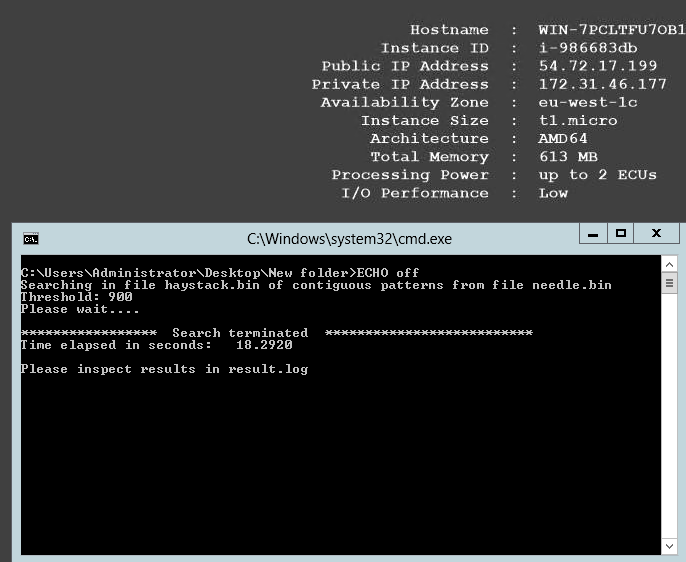 Hostname : WIN-7PCLTFU7OB1
Instance ID : i-986683db
Public IP Address : 54.72.17.199
Private IP Address : 172.31.46.177
Availability Zone : eu-west-1c
Instance Size : t1.micro
Architecture : AMD64
Total Memory : 613 MB
Processing Power : up to 2 ECUs
I/O Performance : Low
C:\Windows\system32\cmd.exe
C:\Users\Administrator\Desktop\New folder>ECHO off
Searching in file haystack.bin of contiguous patterns from file needle.bin
Threshold: 900
Please wait....
***************** Search terminated **************************
Time elapsed in seconds: 18.2920
Please inspect results in result.log